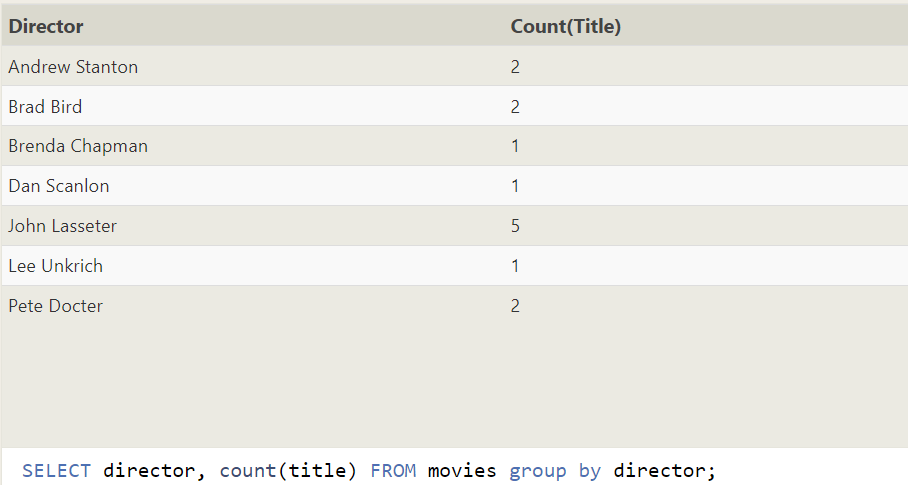 Director Count(Title)
Andrew Stanton 2
Brad Bird 2
Brenda Chapman 1
Dan Scanlon 1
John Lasseter 5
Lee Unkrich 1
Pete Docter 2
SELECT director, count(title) FROM movies group by director;